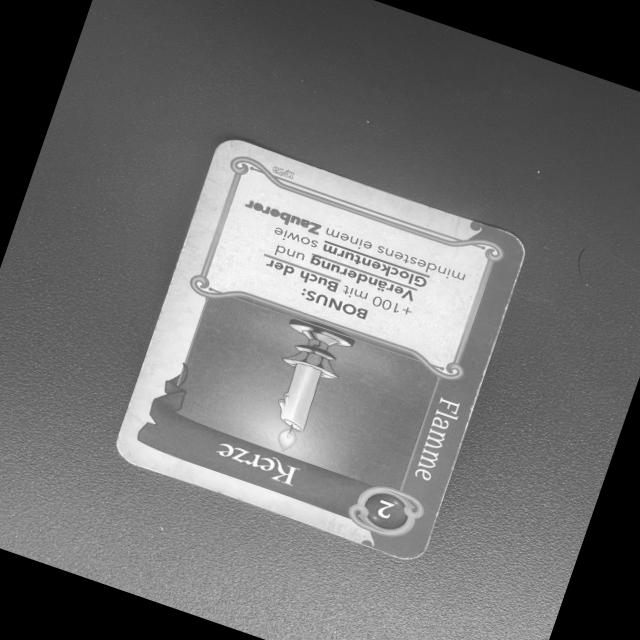 2
Kerze
Flamme
BONUS:
+100 mit Buch der
Veränderung und
Glockenturm sowie
mindestens einem
Zauberer